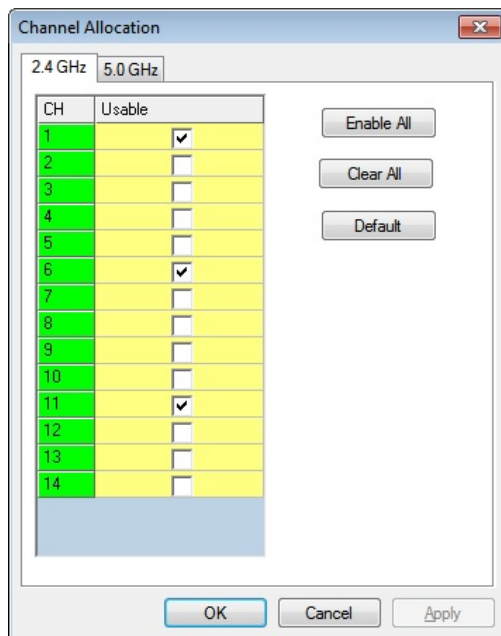 Channel Allocation
2.4 GHz 5.0 GHz
CH Usable
1
2
3
4
5
6
7
8
9
10
11
12
13
14
Enable All
Clear All
Default
OK Cancel Apply